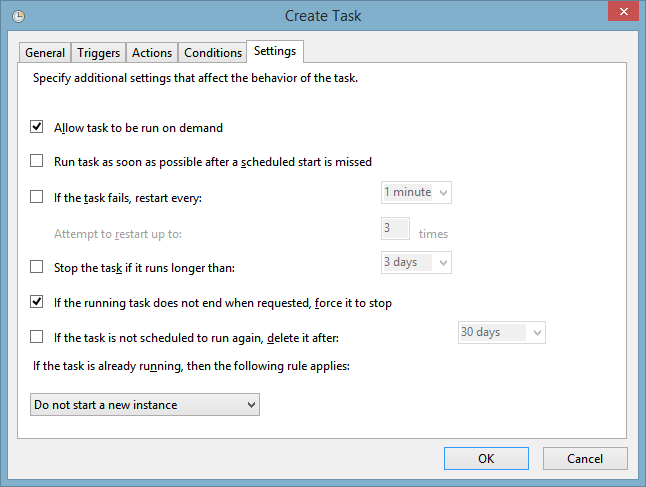 Create Task
General Triggers Actions Conditions Settings
Specify additional settings that affect the behavior of the task.
Allow task to be run on demand
Run task as soon as possible after a scheduled start is missed
If the task fails, restart every: 1 minute
Attempt to restart up to: 3 times
Stop the task if it runs longer than: 3 days
If the running task does not end when requested, force it to stop
If the task is not scheduled to run again, delete it after: 30 days
If the task is already running, then the following rule applies:
Do not start a new instance
OK Cancel